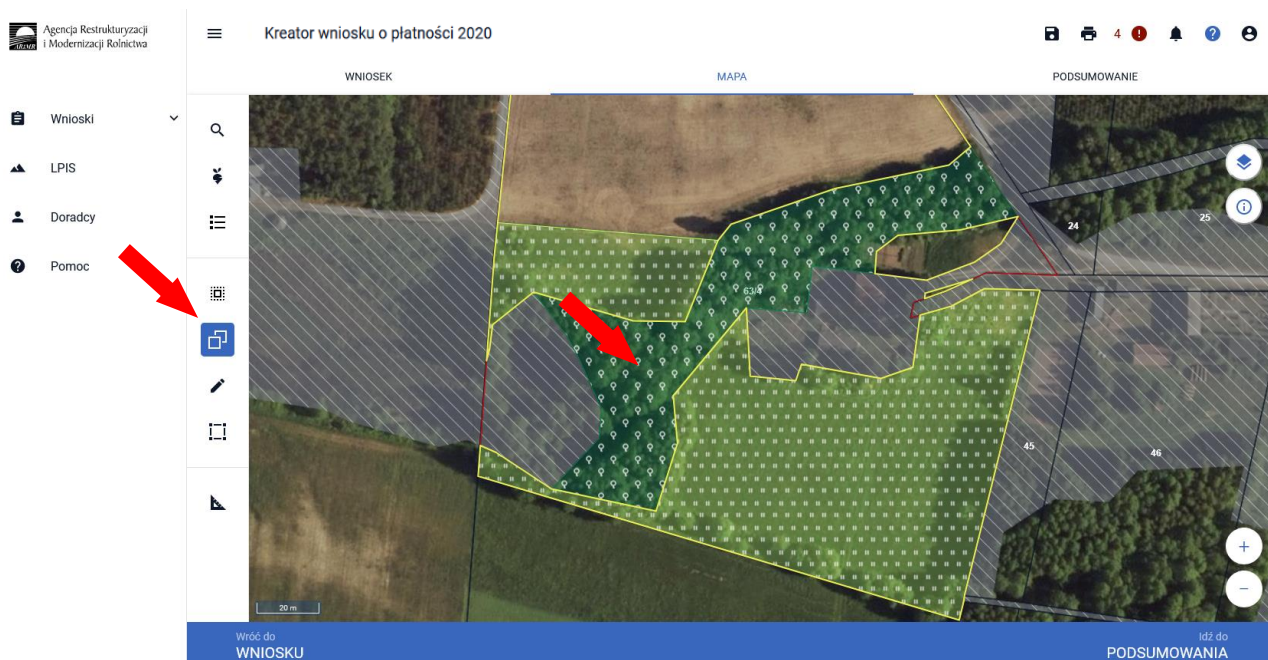 Agencja Restrukturyzacji
i Modernizacji Rolnictwa
ARiMR
Kreator wniosku o płatności 2020
4
WNIOSEK
MAPA
PODSUMOWANIE
Wnioski
LPIS
Doradcy
Pomoc
24
25
63/4
45
46
20 m
Wróć do
WNIOSKU
Idź do
PODSUMOWANIA